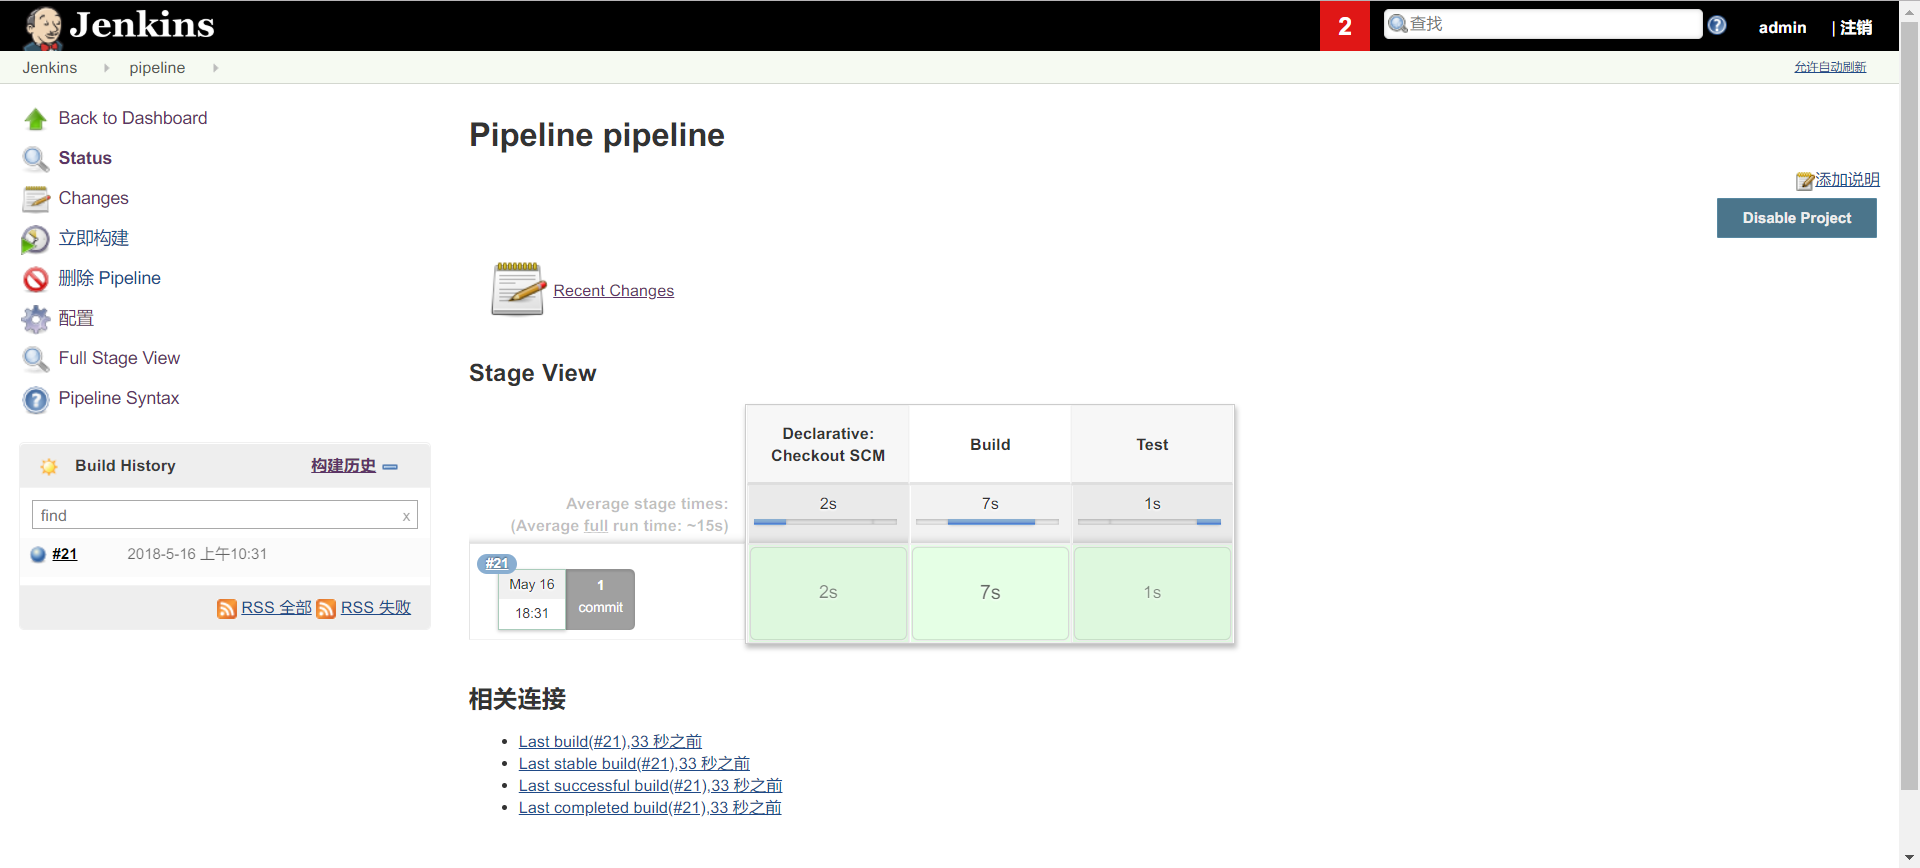 Jenkins
2
查找
admin
| 注销
Jenkins
pipeline
允许自动刷新
Back to Dashboard
Status
Changes
立即构建
删除 Pipeline
配置
Full Stage View
Pipeline Syntax
Build History
构建历史
find
x
#21
2018-5-16 上午10:31
RSS 全部
RSS 失败
Pipeline pipeline
添加说明
Disable Project
Recent Changes
Stage View
Declarative:
Checkout SCM
Build
Test
Average stage times:
(Average full run time: ~15s)
2s
7s
1s
#21
May 16
18:31
1
commit
2s
7s
1s
相关连接
Last build(#21),33 秒之前
Last stable build(#21),33 秒之前
Last successful build(#21),33 秒之前
Last completed build(#21),33 秒之前